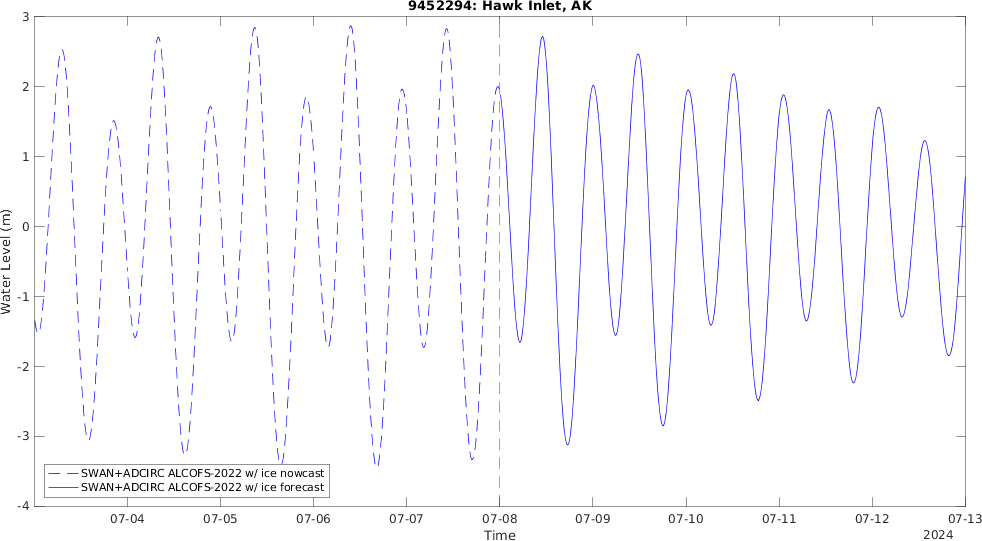 9452294: Hawk Inlet, AK
3
2
1
0
-1
-2
-3
-4
Water Level (m)
SWAN+ADCIRC ALCOFS-2022 w/ ice nowcast
SWAN+ADCIRC ALCOFS-2022 w/ ice forecast
07-04 07-05 07-06 07-07 07-08 07-09 07-10 07-11 07-12 07-13
Time
2024